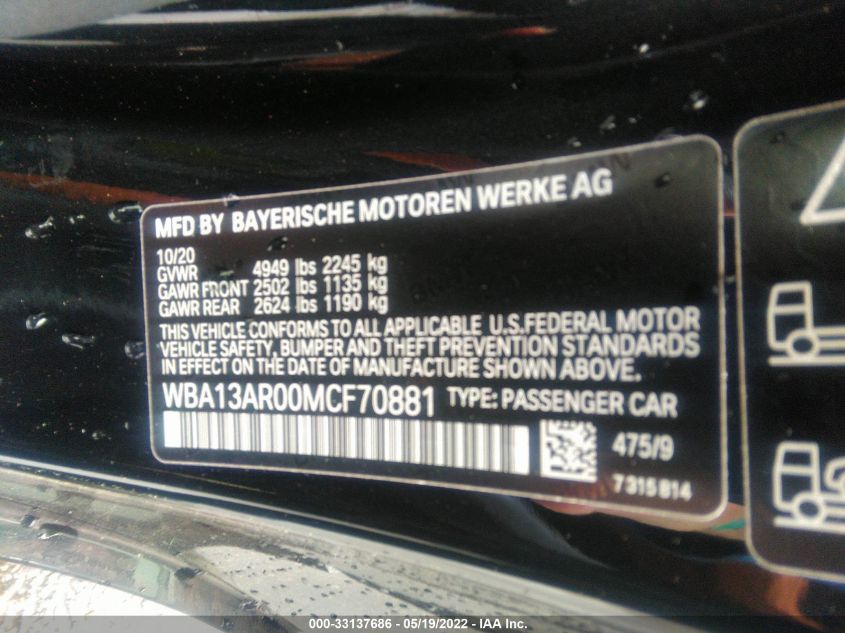 MFD BY BAYERISCHE MOTOREN WERKE AG
10/20
GVWR 4949 lbs 2245 kg
GAWR FRONT 2502 lbs 1135 kg
GAWR REAR 2624 lbs 1190 kg
THIS VEHICLE CONFORMS TO ALL APPLICABLE U.S.FEDERAL MOTOR
VEHICLE SAFETY, BUMPER AND THEFT PREVENTION STANDARDS
IN EFFECT ON THE DATE OF MANUFACTURE SHOWN ABOVE.
WBA13AR00MCF70881 TYPE: PASSENGER CAR
475/9
7315814
000-33137686 - 05/19/2022 - IAA Inc.